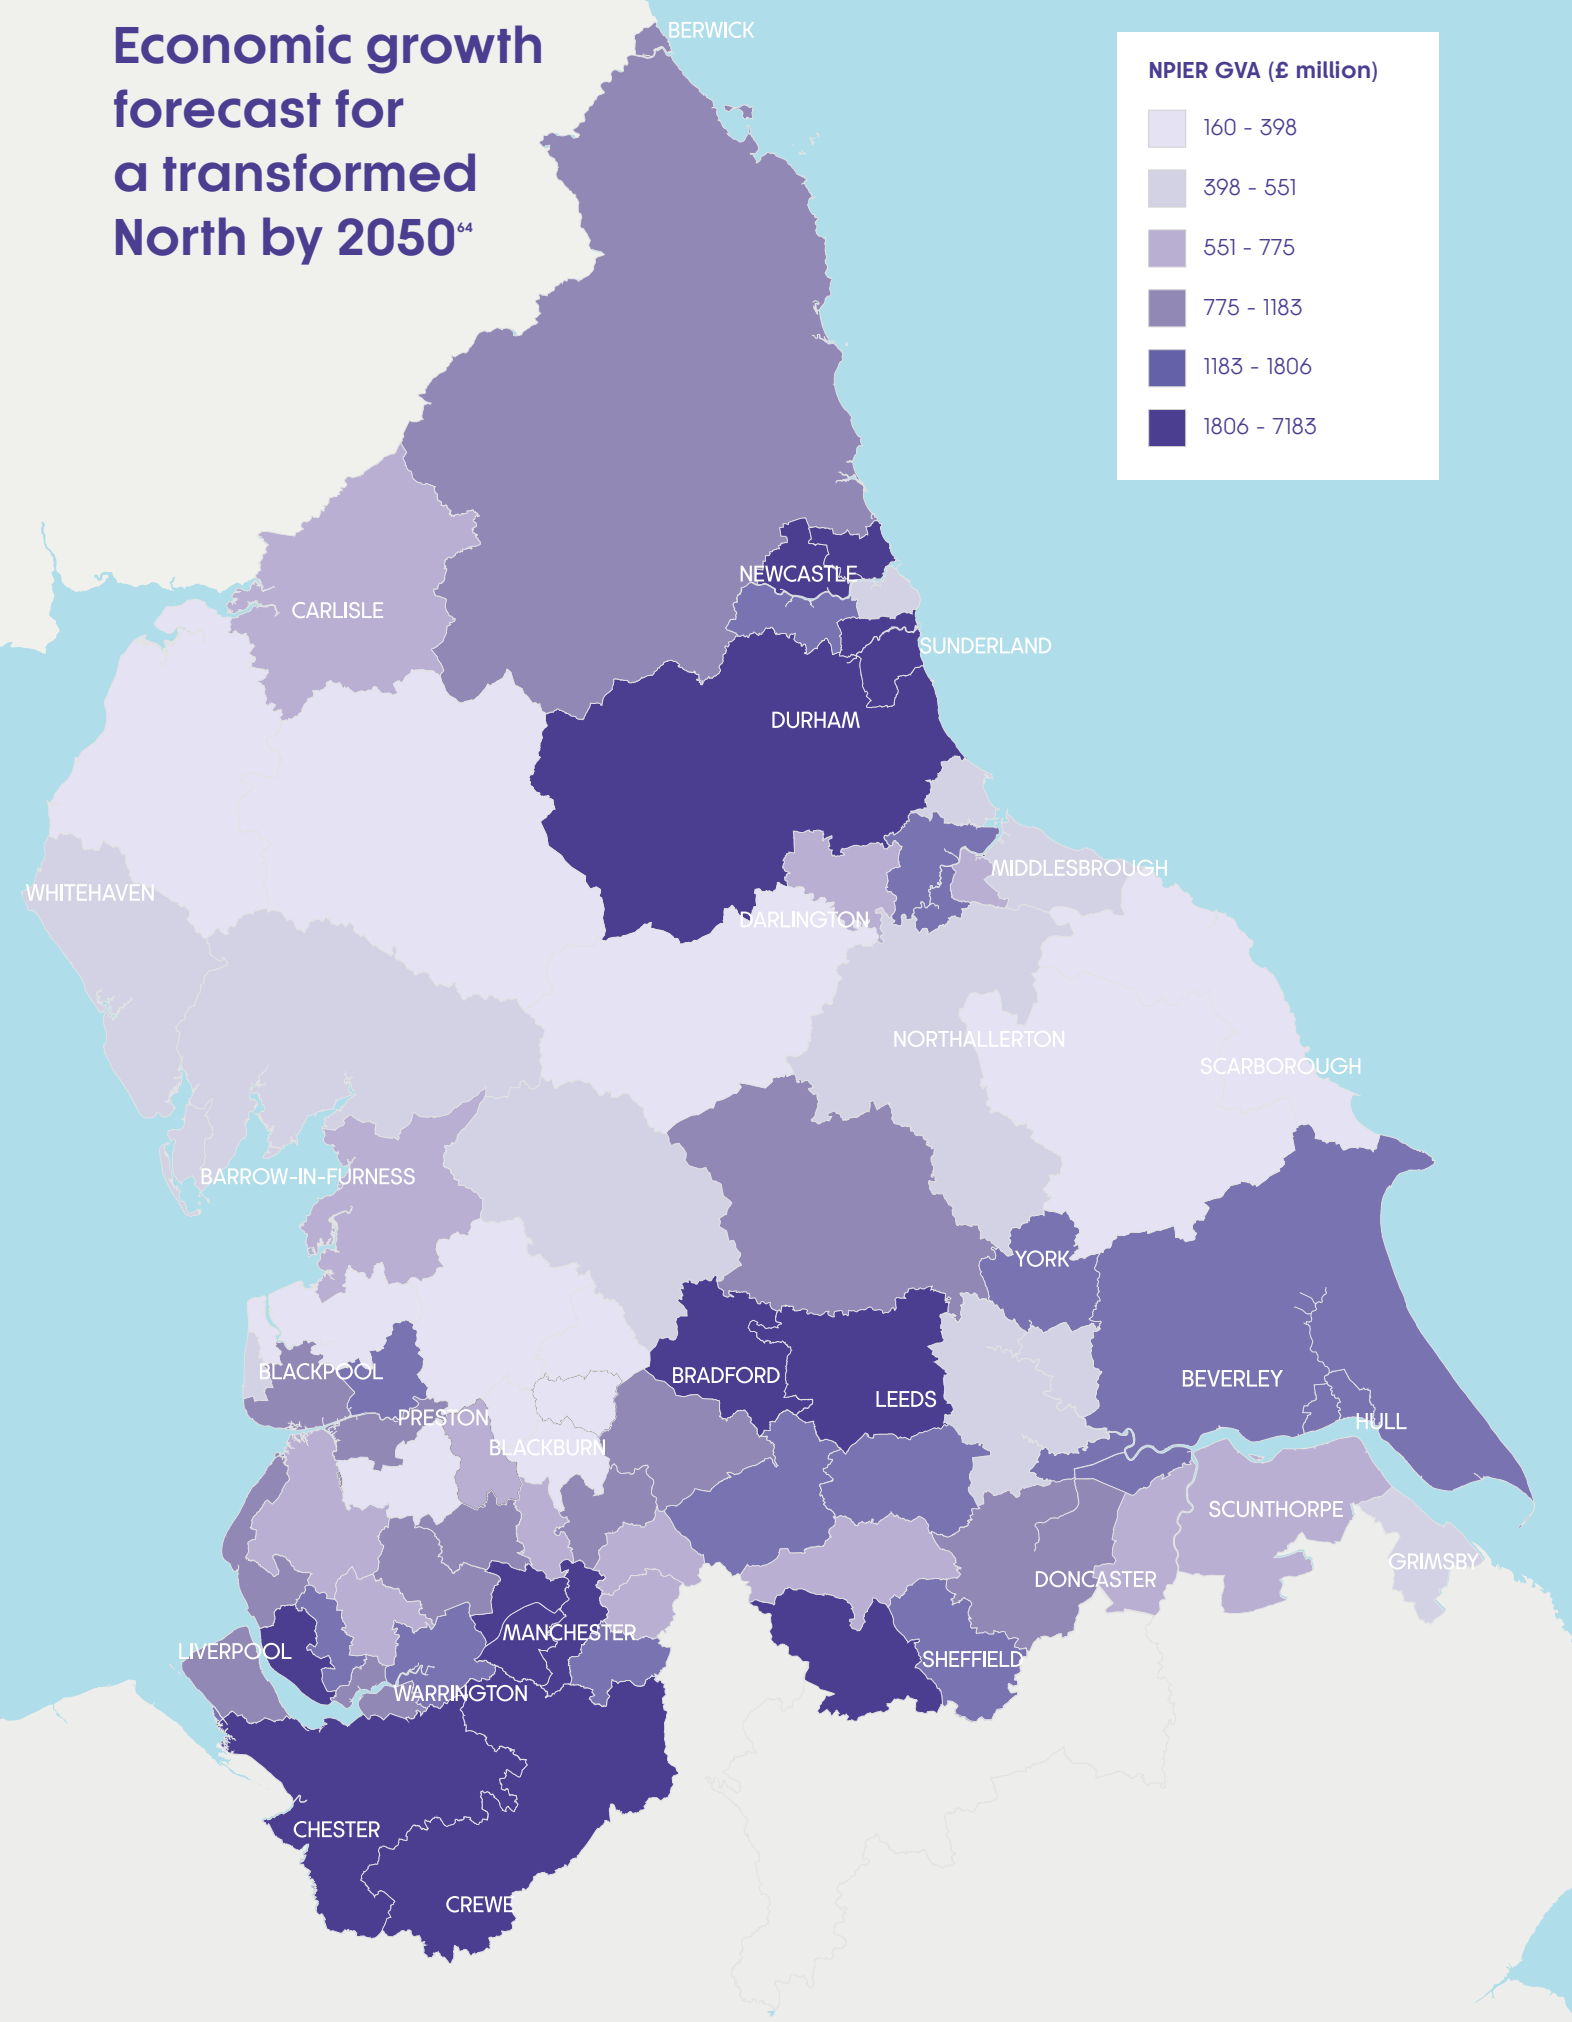 Economic growth
forecast for
a transformed
North by 2050⁶⁴
NPIER GVA (£ million)
160 - 398
398 - 551
551 - 775
775 - 1183
1183 - 1806
1806 - 7183
BERWICK
NEWCASTLE
CARLISLE
SUNDERLAND
DURHAM
MIDDLESBROUGH
WHITEHAVEN
DARLINGTON
NORTHALLERTON
SCARBOROUGH
BARROW-IN-FURNESS
YORK
BLACKPOOL
BRADFORD
BEVERLEY
LEEDS
PRESTON
HULL
BLACKBURN
SCUNTHORPE
GRIMSBY
DONCASTER
MANCHESTER
LIVERPOOL
SHEFFIELD
WARRINGTON
CHESTER
CREWE